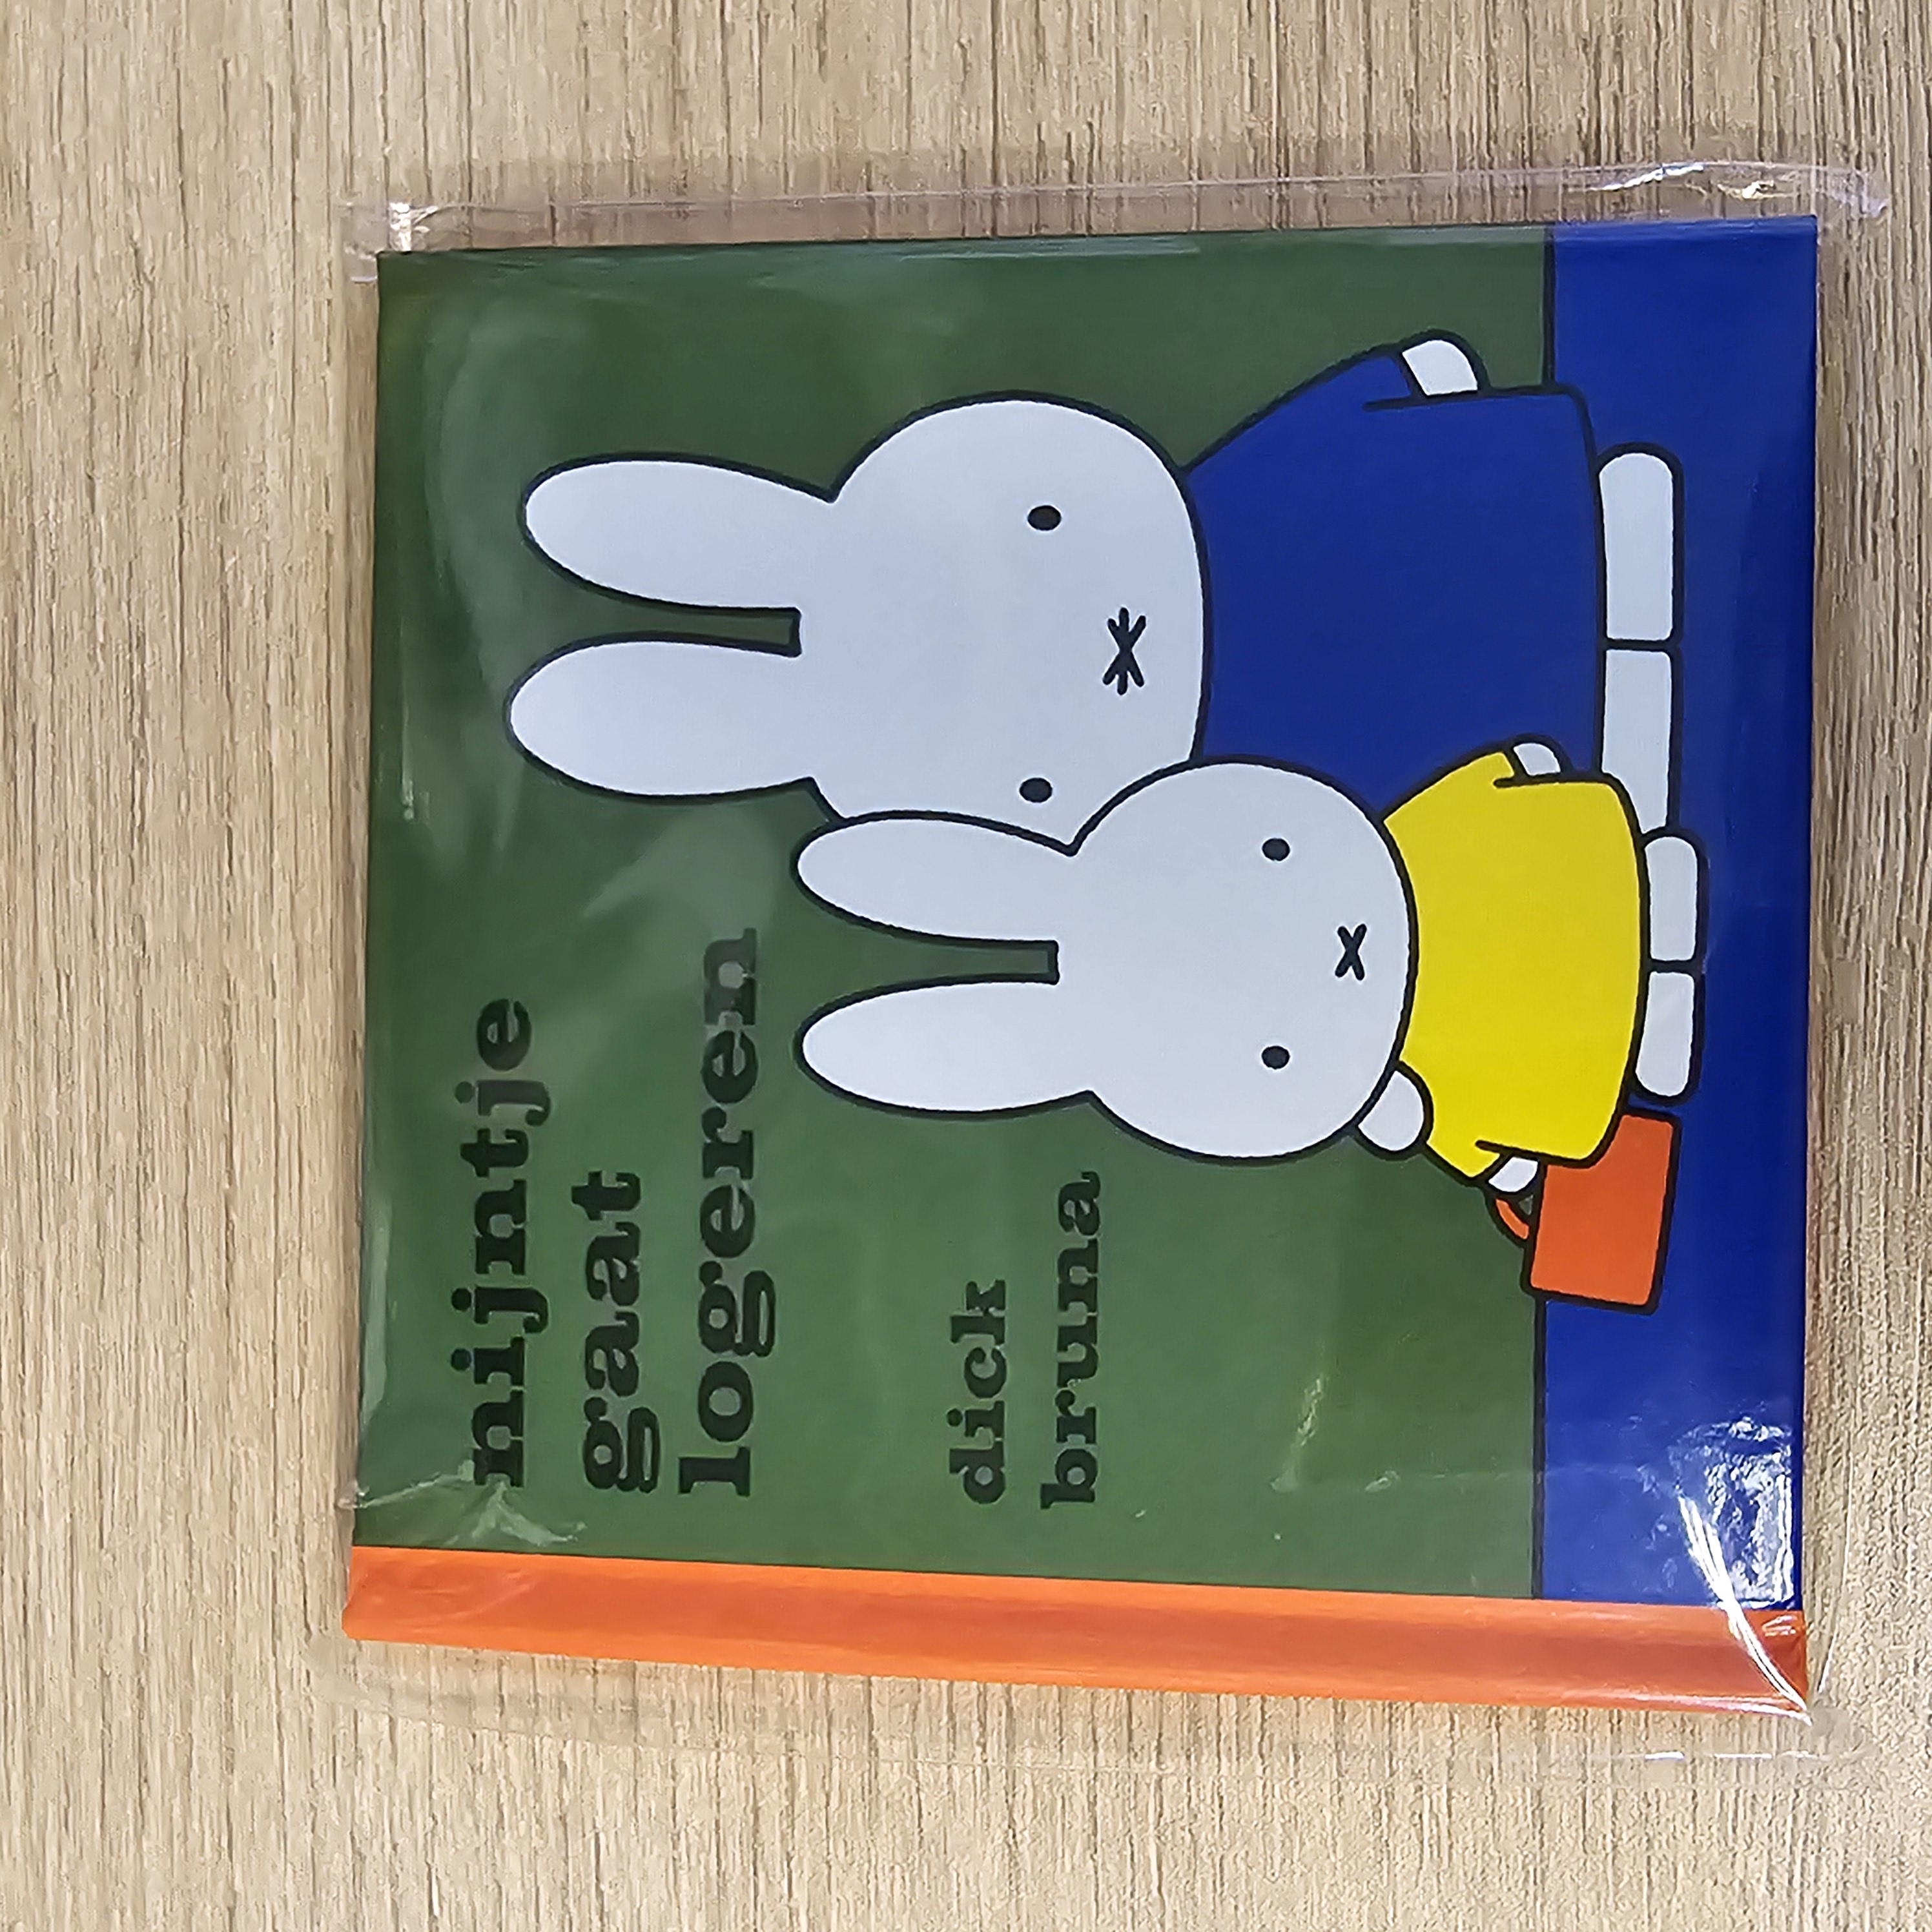 nijntje
gaat
logeren
dick
bruna